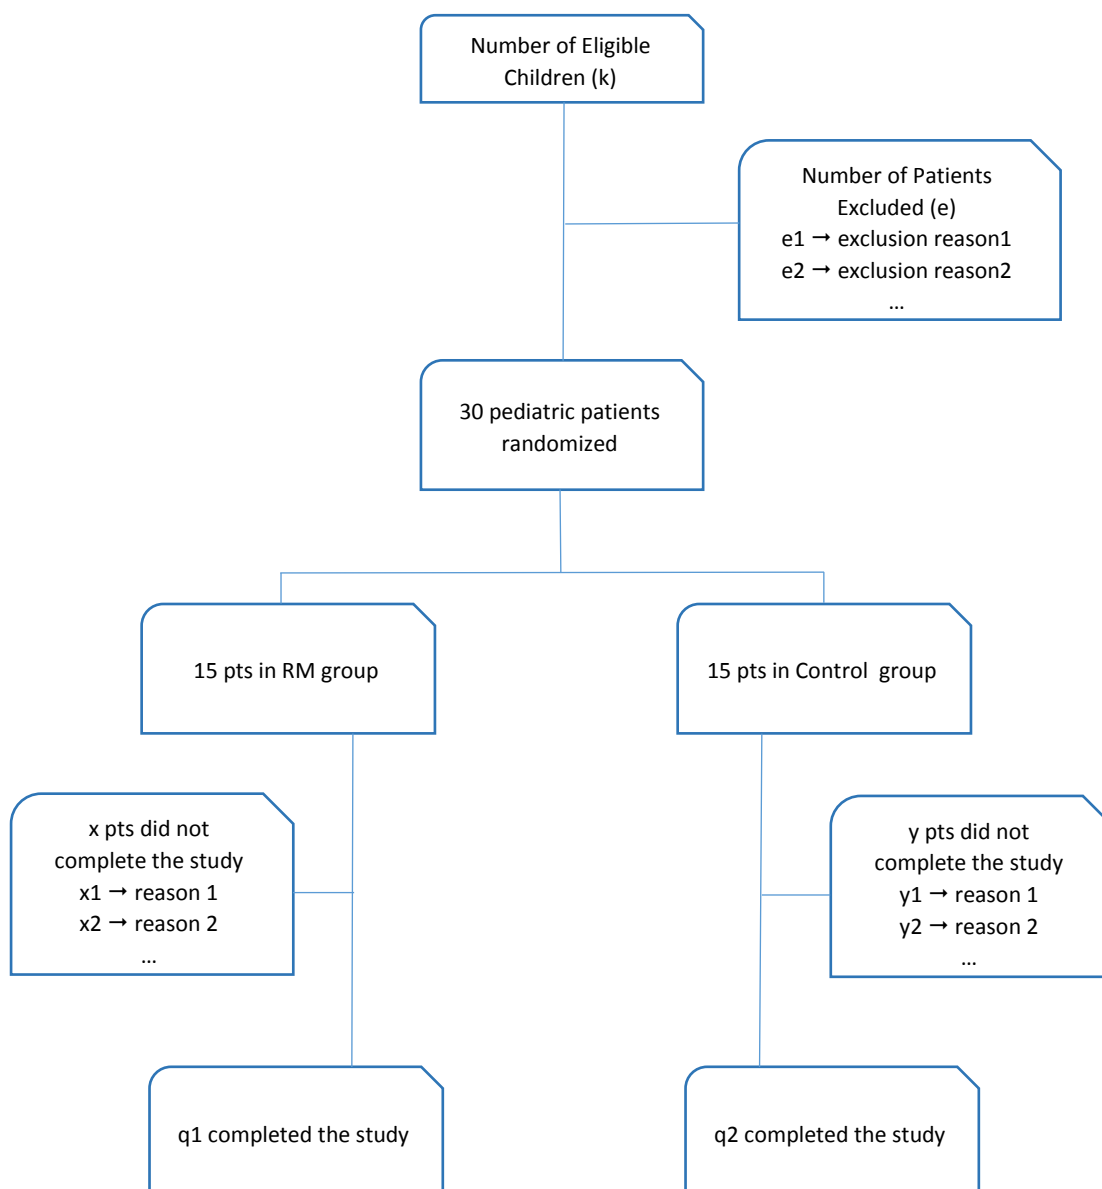 Number of Eligible
Children (k)
Number of Patients
Excluded (e)
e1 → exclusion reason1
e2 → exclusion reason2
...
30 pediatric patients
randomized
15 pts in RM group
15 pts in Control  group
x pts did not
complete the study
x1 → reason 1
x2 → reason 2
...
y pts did not
complete the study
y1 → reason 1
y2 → reason 2
...
q1 completed the study
q2 completed the study